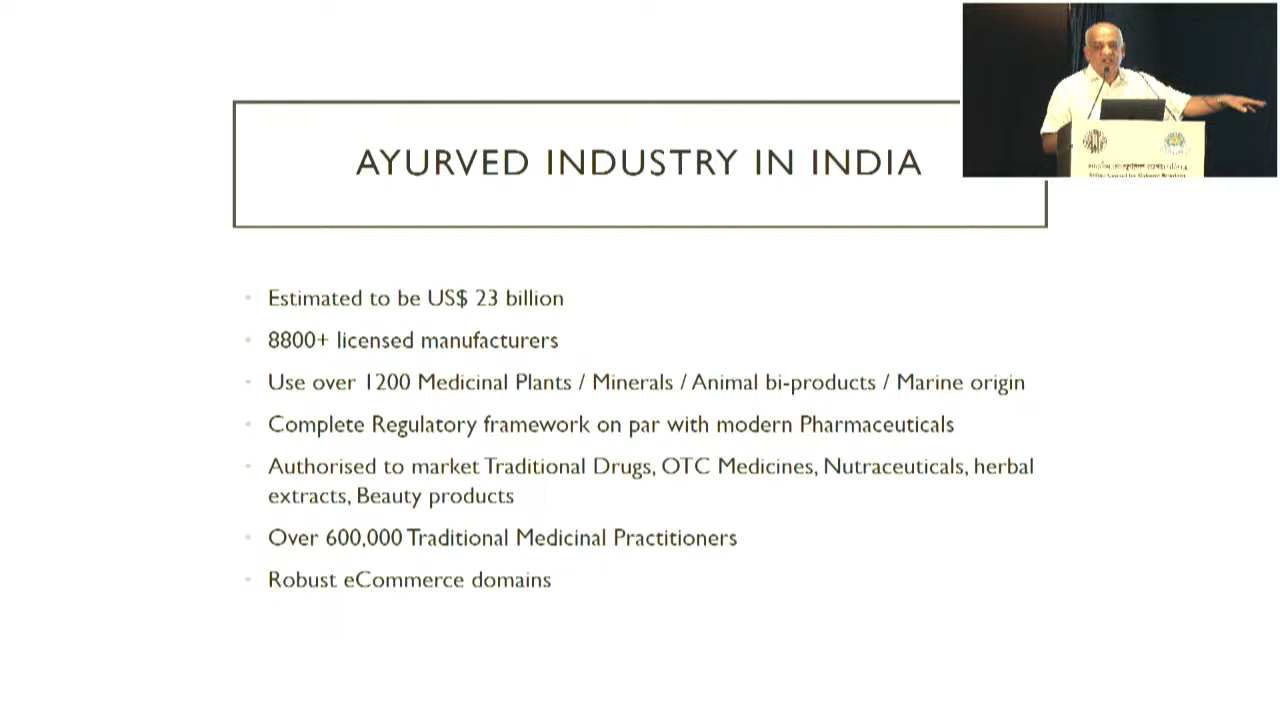 AYURVED INDUSTRY IN INDIA
Estimated to be US$ 23 billion
8800+ licensed manufacturers
Use over 1200 Medicinal Plants / Minerals / Animal bi-products / Marine origin
Complete Regulatory framework on par with modern Pharmaceuticals
Authorised to market Traditional Drugs, OTC Medicines, Nutraceuticals, herbal
extracts, Beauty products
Over 600,000 Traditional Medicinal Practitioners
Robust eCommerce domains